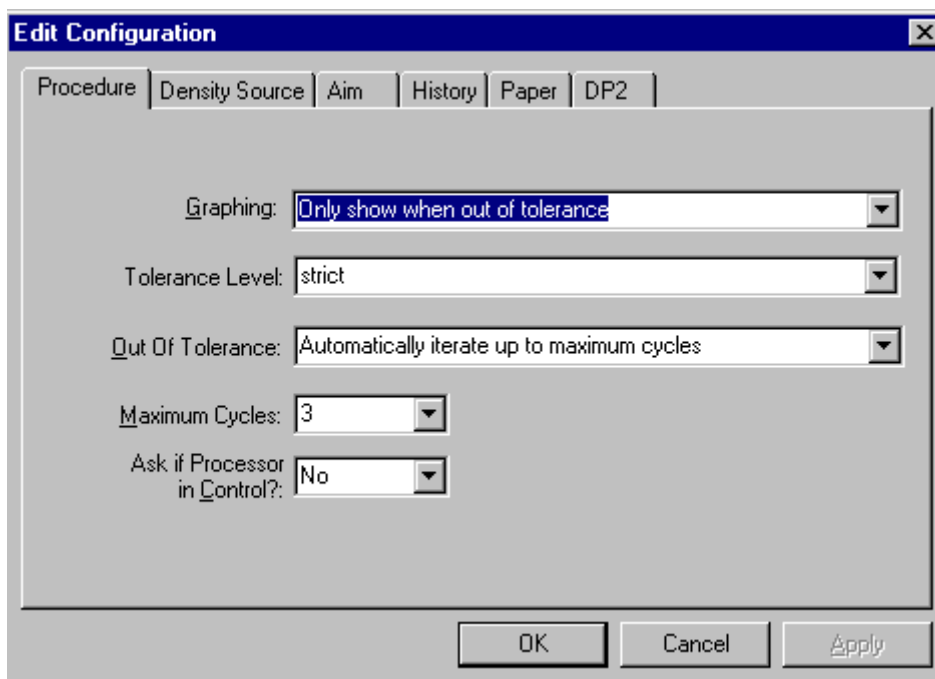 Edit Configuration
Procedure Density Source Aim History Paper DP2
Graphing: Only show when out of tolerance
Tolerance Level: strict
Out Of Tolerance: Automatically iterate up to maximum cycles
Maximum Cycles: 3
Ask if Processor
in Control?: No
OK Cancel Apply